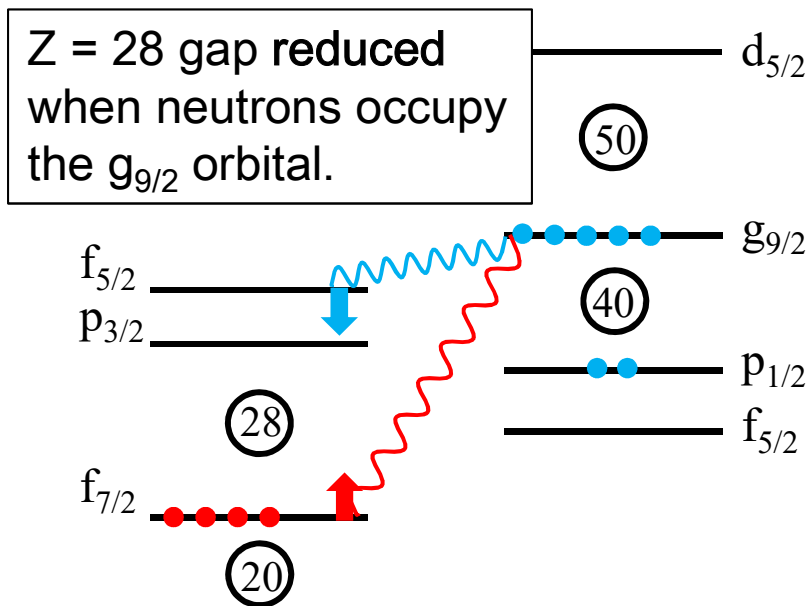 Z = 28 gap reduced
when neutrons occupy
the g9/2 orbital.
d5/2
50
g9/2
f5/2
40
p3/2
p1/2
28
f5/2
f7/2
20